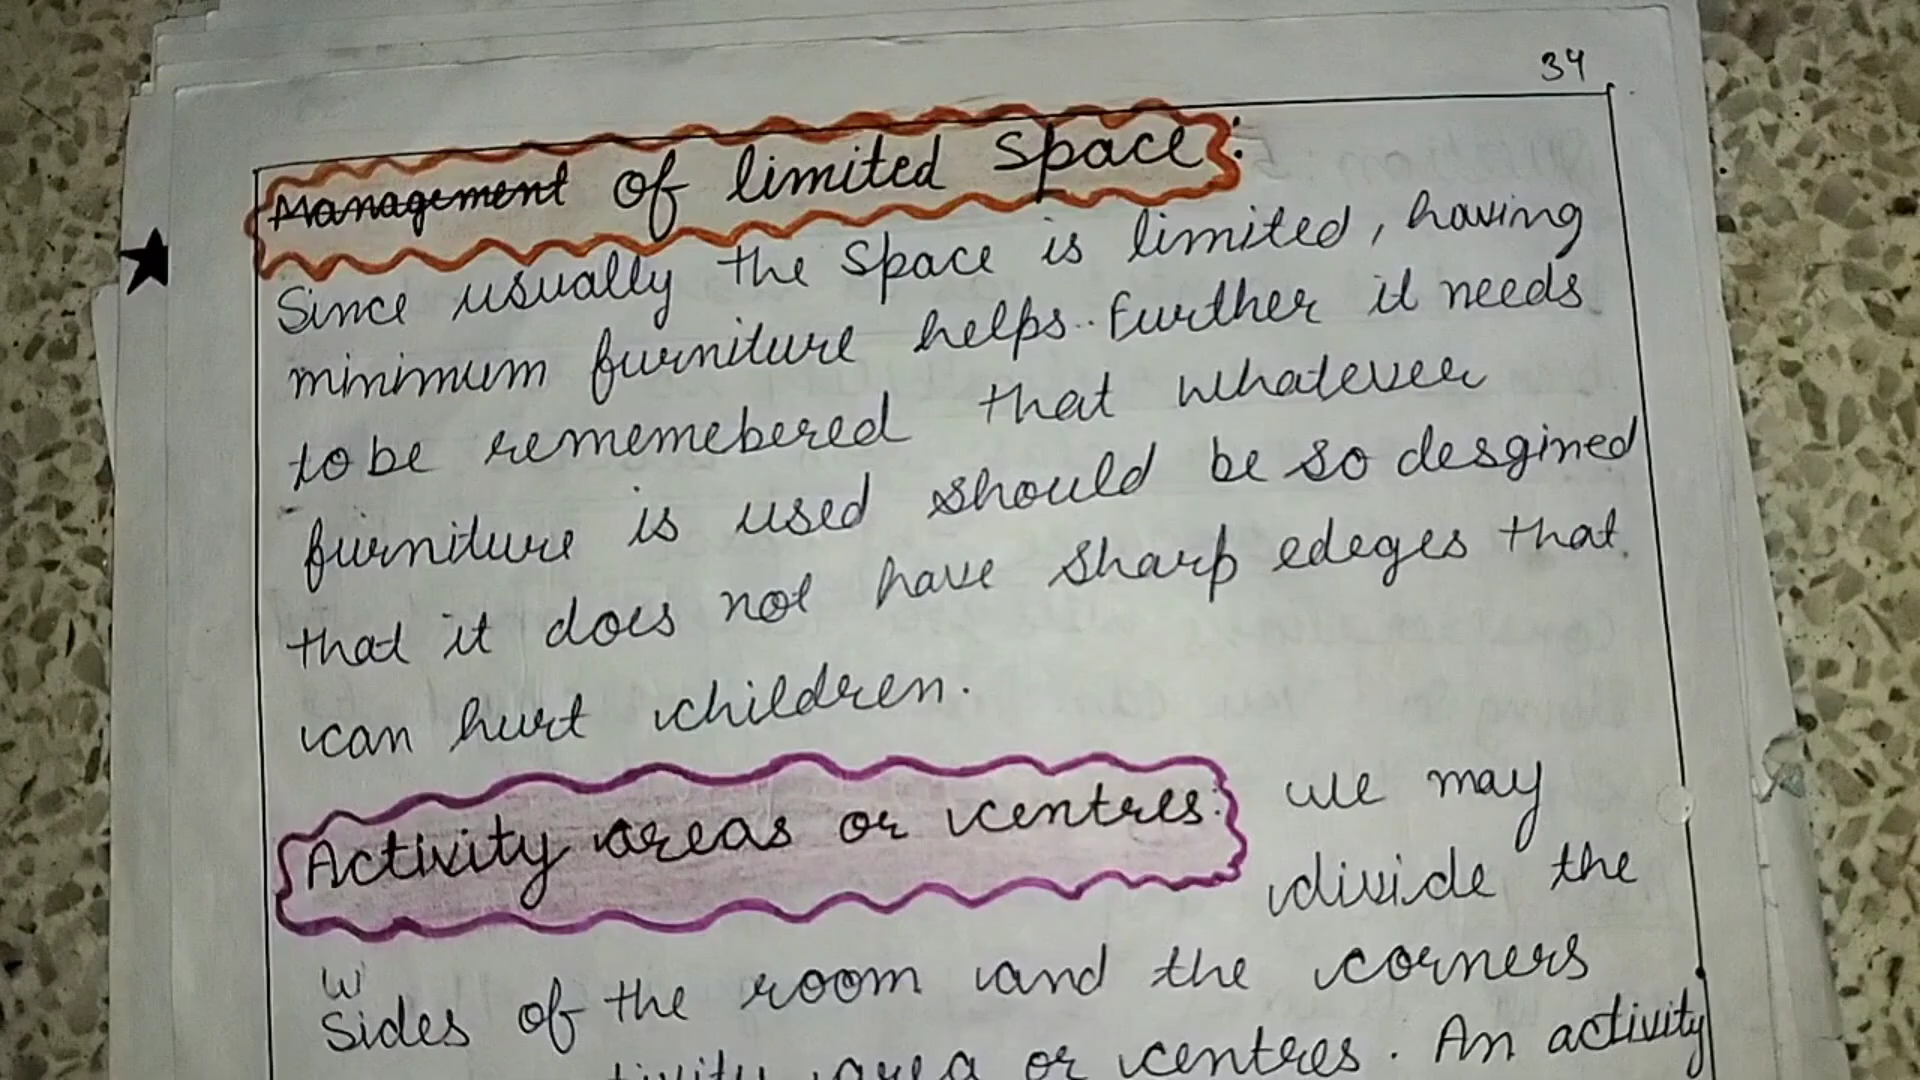 34
Management of limited Space:
Since usually the Space is limited, having
minimum furniture helps.. Further it needs
to be rememebered that whatever
furniture is used should be so desgined
that it does not have sharp edeges that
can hurt children.
Activity areas or centres: we may
divide the
W
Sides of the room and the corners
area or centres. An activity